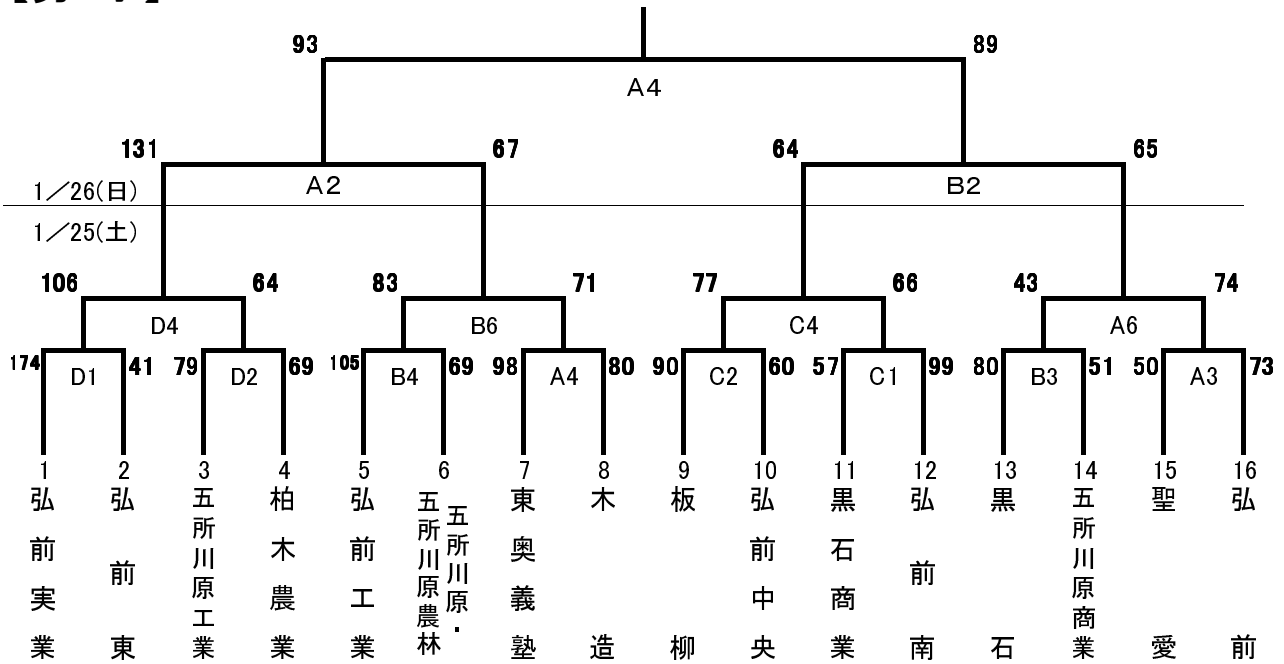 93 89
A4
131 67 64 65
A2 B2
1／26(日)
1／25(土)
106 64 83 71 77 66 43 74
D4 B6 C4 A6
174 41 79 69 105 69 98 80 90 60 57 99 80 51 50 73
D1 D2 B4 A4 C2 C1 B3 A3
1 2 3 4 5 6 7 8 9 10 11 12 13 14 15 16
弘前実業
弘前東
五所川原工業
柏木農業
弘前工業
五所川原・
五所川原農林
東奥義塾
木造
板柳
弘前中央
黒石商業
弘前南
黒石
五所川原商業
聖愛
弘前